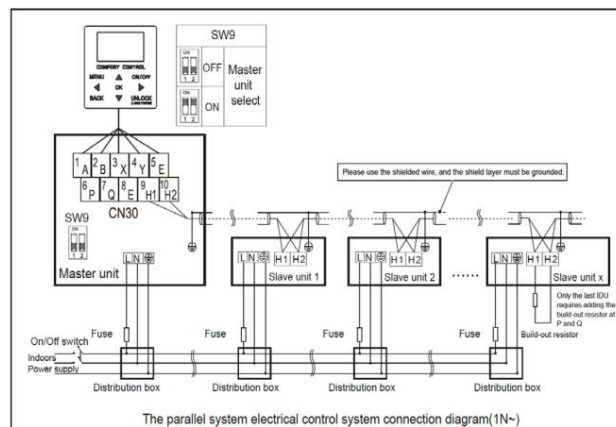 SW9
ON
1 2
OFF
ON
1 2
ON
Master
unit
select
COMFORT CONTROL
MENU
ON/OFF
OK
BACK
UNLOCK
1 2 3 4 5
A B X Y E
6 7 8 9 10
P Q E H1 H2
CN30
SW9
ON
1 2
Master unit
L N
Please use the shielded wire, and the shield layer must be grounded.
L N H1 H2
Slave unit 1
L N H1 H2
Slave unit 2
......
L N H1 H2
Slave unit x
Only the last IDU
requires adding the
build-out resistor at
P and Q.
Build-out resistor
Fuse
Fuse
Fuse
Fuse
On/Off switch
Indoors
Power supply
Distribution box
Distribution box
Distribution box
Distribution box
The parallel system electrical control system connection diagram(1N~)